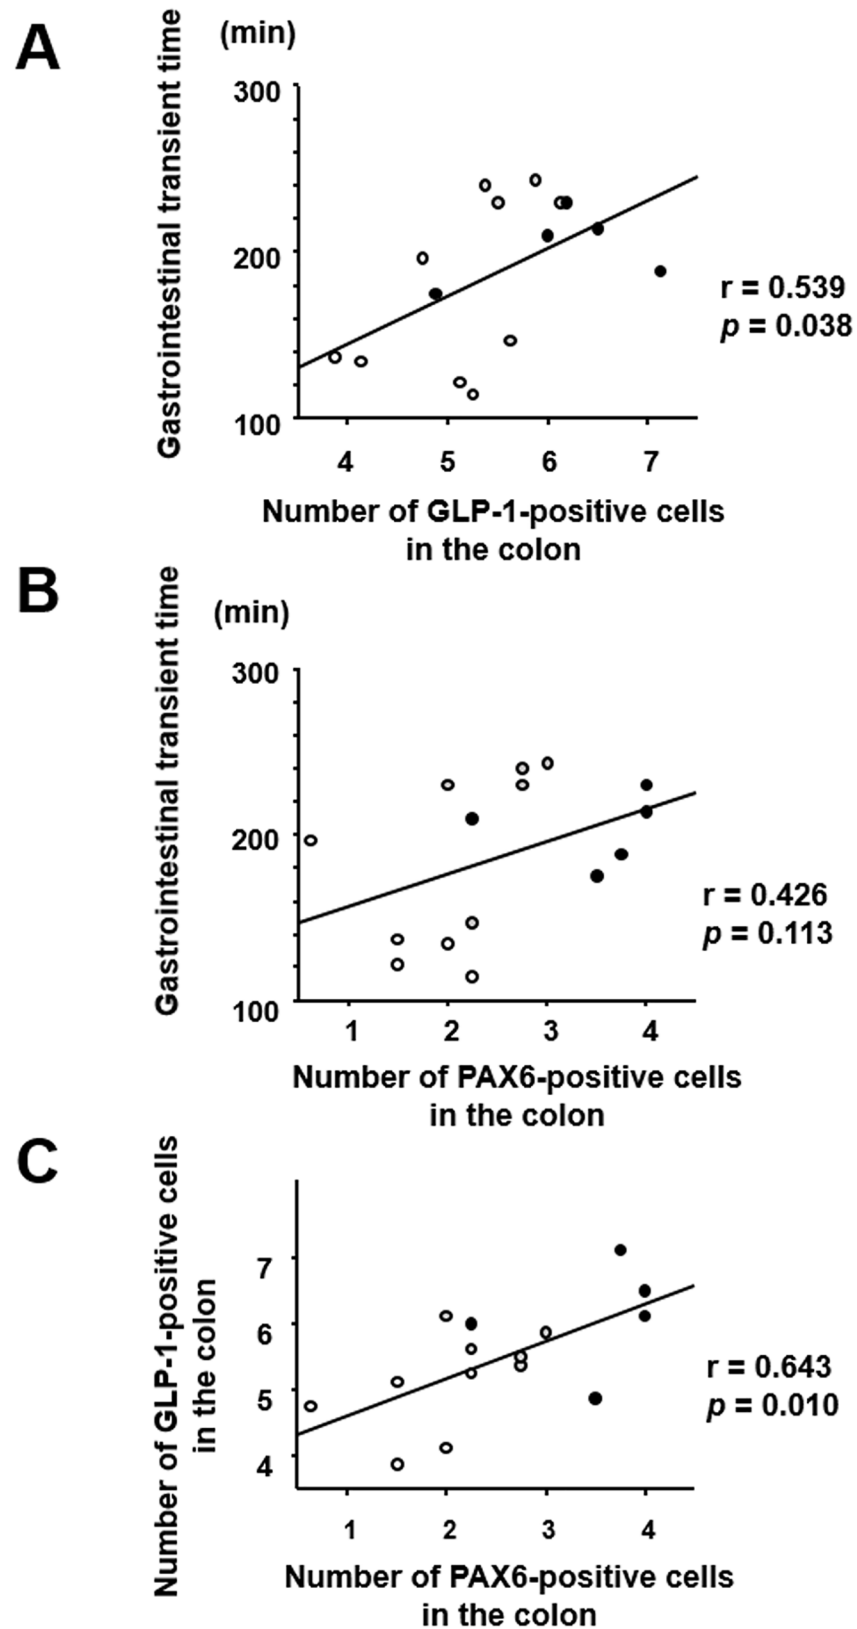 A
(min)
Gastrointestinal transient time
300
200
100
4 5 6 7
Number of GLP-1-positive cells
in the colon
r = 0.539
p = 0.038
B
(min)
Gastrointestinal transient time
300
200
100
1 2 3 4
Number of PAX6-positive cells
in the colon
r = 0.426
p = 0.113
C
Number of GLP-1-positive cells
in the colon
7
6
5
4
1 2 3 4
Number of PAX6-positive cells
in the colon
r = 0.643
p = 0.010